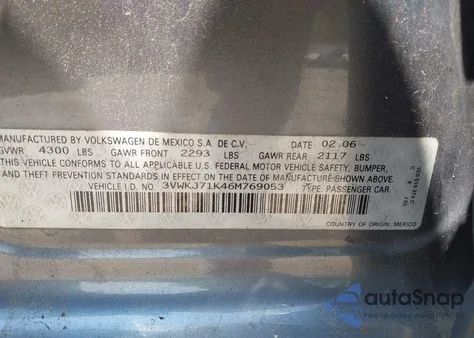 MANUFACTURED BY VOLKSWAGEN DE MEXICO S.A. DE C.V. DATE: 02.06
GVWR 4300 LBS GAWR FRONT 2293 LBS GAWR REAR 2117 LBS
THIS VEHICLE CONFORMS TO ALL APPLICABLE U.S. FEDERAL MOTOR VEHICLE SAFETY, BUMPER,
AND THEFT PREVENTION STANDARDS IN EFFECT ON THE DATE OF MANUFACTURE SHOWN ABOVE.
VEHICLE I.D. NO. 3VWKJ71K46M769053 TYPE: PASSENGER CAR
COUNTRY OF ORIGIN: MEXICO
autaSnap